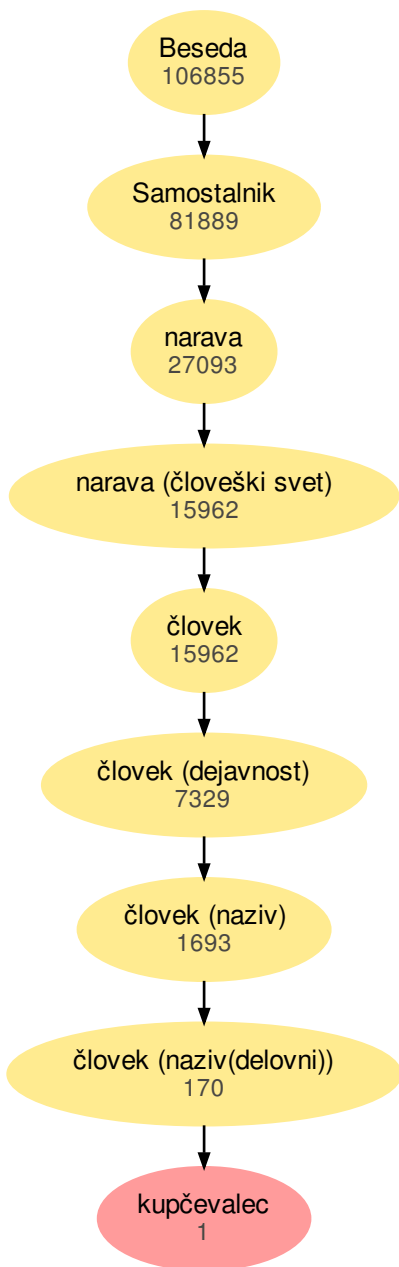 Beseda
106855
Samostalnik
81889
narava
27093
narava (človeški svet)
15962
človek
15962
človek (dejavnost)
7329
človek (naziv)
1693
človek (naziv(delovni))
170
kupčevalec
1